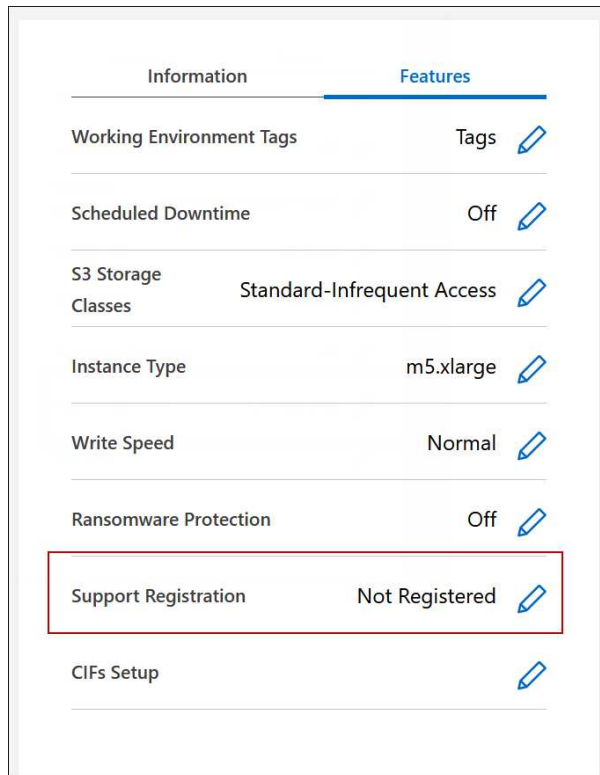 Information Features
Working Environment Tags Tags
Scheduled Downtime Off
S3 Storage
Classes Standard-Infrequent Access
Instance Type m5.xlarge
Write Speed Normal
Ransomware Protection Off
Support Registration Not Registered
CIFs Setup